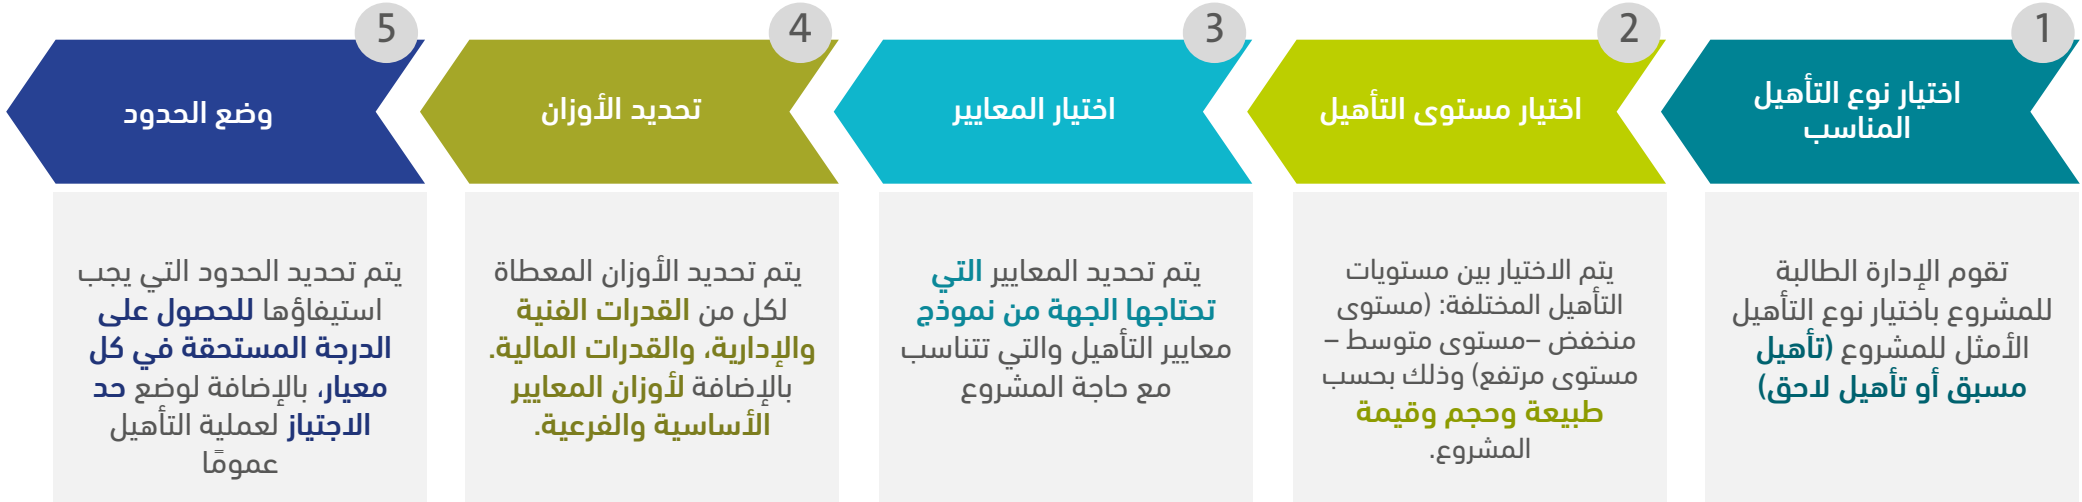 1
اختيار نوع التأهيل
المناسب
تقوم الإدارة الطالبة
للمشروع باختيار نوع التأهيل
الأمثل للمشروع (تأهيل
مسبق أو تأهيل لاحق)
2
اختيار مستوى التأهيل
يتم الاختيار بين مستويات
التأهيل المختلفة: (مستوى
منخفض –مستوى متوسط –
مستوى مرتفع) وذلك بحسب
طبيعة وحجم وقيمة
المشروع.
3
اختيار المعايير
يتم تحديد المعايير التي
تحتاجها الجهة من نموذج
معايير التأهيل والتي تتناسب
مع حاجة المشروع
4
تحديد الأوزان
يتم تحديد الأوزان المعطاة
لكل من القدرات الفنية
والإدارية، والقدرات المالية.
بالإضافة لأوزان المعايير
الأساسية والفرعية.
5
وضع الحدود
يتم تحديد الحدود التي يجب
استيفاؤها للحصول على
الدرجة المستحقة في كل
معيار، بالإضافة لوضع حد
الاجتياز لعملية التأهيل
عمومًا